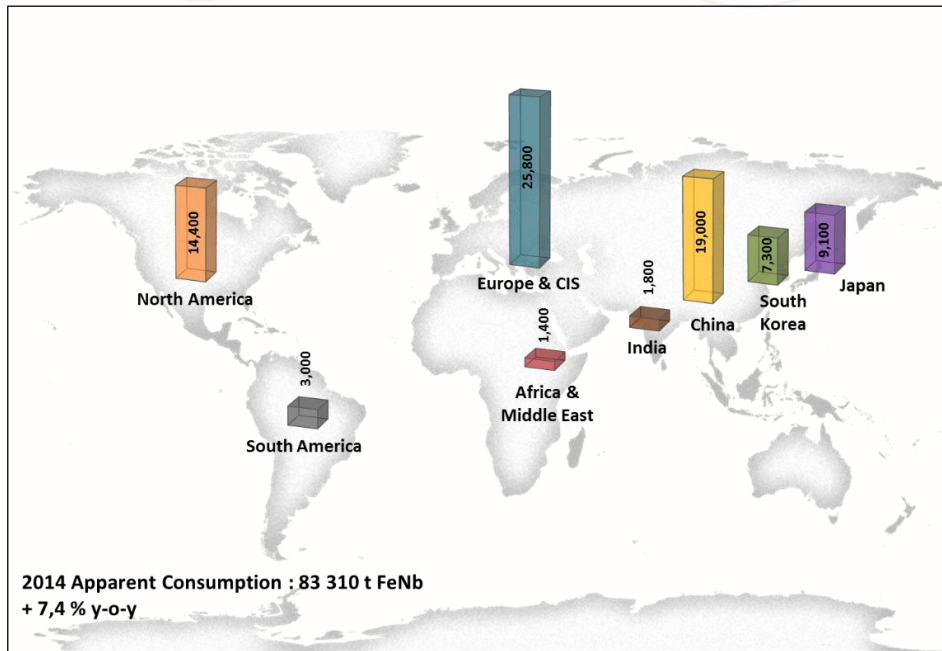 25,800
Europe & CIS
14,400
North America
19,000
China
7,300
South
Korea
9,100
Japan
1,800
India
1,400
Africa &
Middle East
3,000
South America
2014 Apparent Consumption : 83 310 t FeNb
+ 7,4 % y-o-y